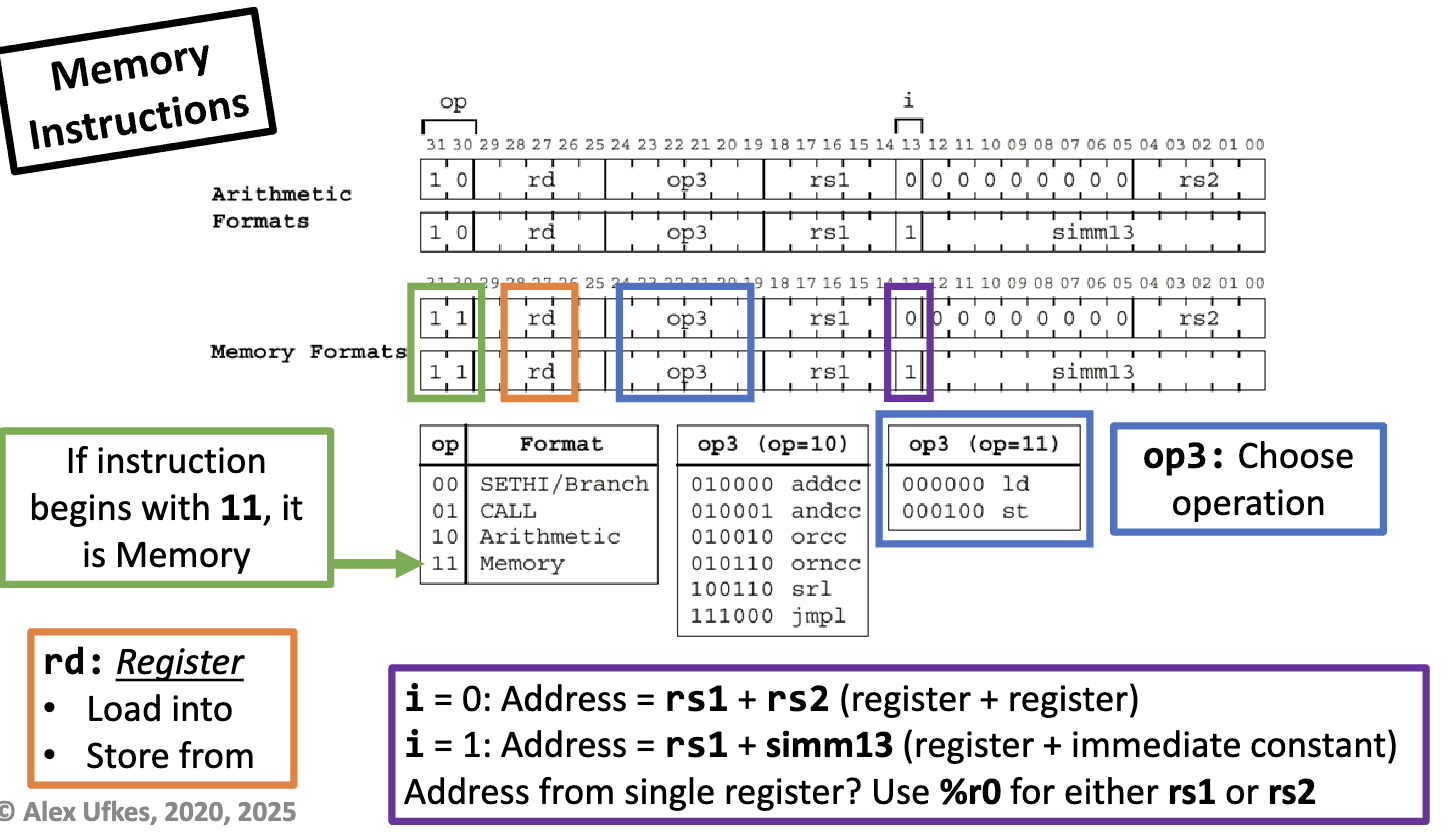 Memory
Instructions
op
i
31 30 29 28 27 26 25 24 23 22 21 20 19 18 17 16 15 14 13 12 11 10 09 08 07 06 05 04 03 02 01 00
Arithmetic
Formats
1 0 rd op3 rs1 0 0 0 0 0 0 0 0 0 rs2
1 0 rd op3 rs1 1 simm13
31 30 29 28 27 26 25 24 23 22 21 20 19 18 17 16 15 14 13 12 11 10 09 08 07 06 05 04 03 02 01 00
Memory Formats
1 1 rd op3 rs1 0 0 0 0 0 0 0 0 0 rs2
1 1 rd op3 rs1 1 simm13
If instruction
begins with 11, it
is Memory
op Format
00 SETHI/Branch
01 CALL
10 Arithmetic
11 Memory
op3 (op=10)
010000 addcc
010001 andcc
010010 orcc
010110 orncc
100110 srl
111000 jmpl
op3 (op=11)
000000 ld
000100 st
op3: Choose
operation
rd: Register
• Load into
• Store from
i = 0: Address = rs1 + rs2 (register + register)
i = 1: Address = rs1 + simm13 (register + immediate constant)
Address from single register? Use %r0 for either rs1 or rs2
© Alex Ufkes, 2020, 2025